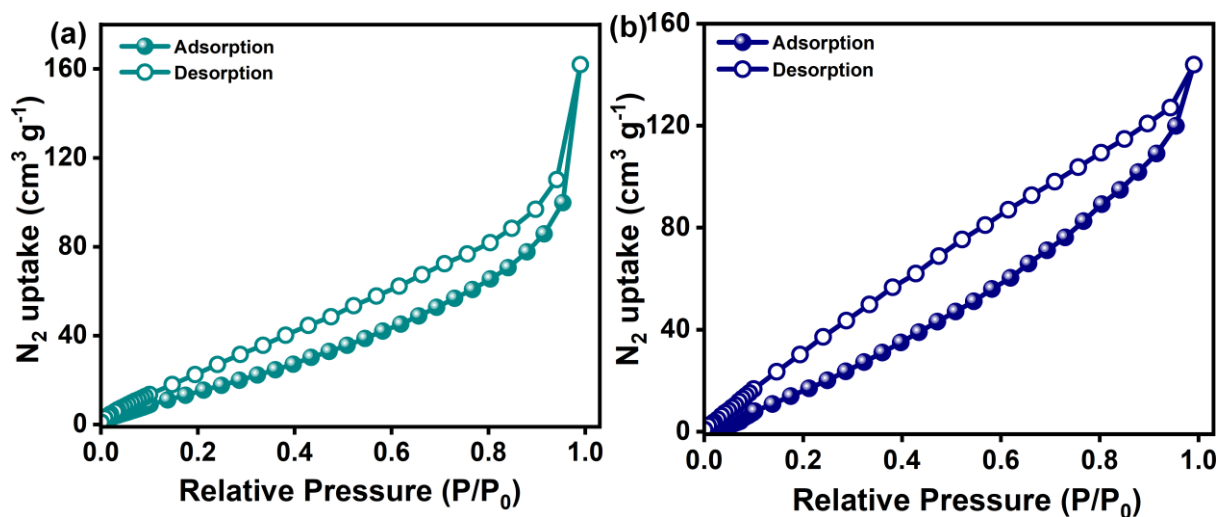 (a)
Adsorption
Desorption
N₂ uptake (cm³ g⁻¹)
160
120
80
40
0
0.0 0.2 0.4 0.6 0.8 1.0
Relative Pressure (P/P₀)
(b)
Adsorption
Desorption
N₂ uptake (cm³ g⁻¹)
160
120
80
40
0
0.0 0.2 0.4 0.6 0.8 1.0
Relative Pressure (P/P₀)